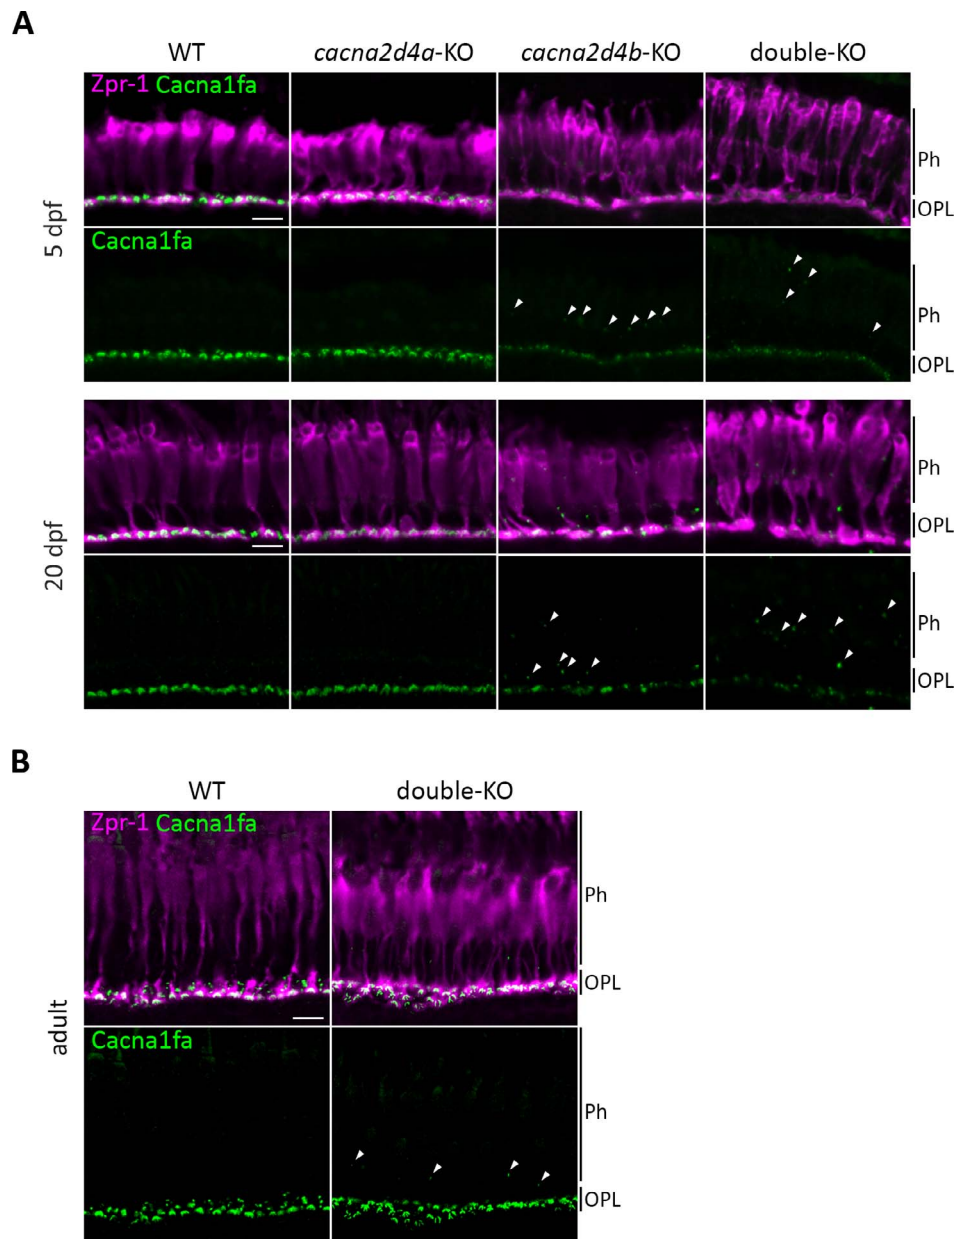 A
WT cacna2d4a-KO cacna2d4b-KO double-KO
Zpr-1 Cacna1fa
Ph
OPL
5 dpf
Cacna1fa
Ph
OPL
Ph
OPL
20 dpf
Ph
OPL
B
WT double-KO
Zpr-1 Cacna1fa
Ph
OPL
adult
Cacna1fa
Ph
OPL